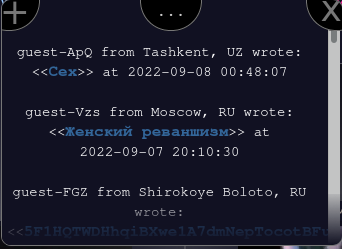 + ... X
guest-ApQ from Tashkent, UZ wrote:
<<Сех>> at 2022-09-08 00:48:07
guest-Vzs from Moscow, RU wrote:
<<Женский реваншизм>> at
2022-09-07 20:10:30
guest-FGZ from Shirokoye Boloto, RU
wrote: